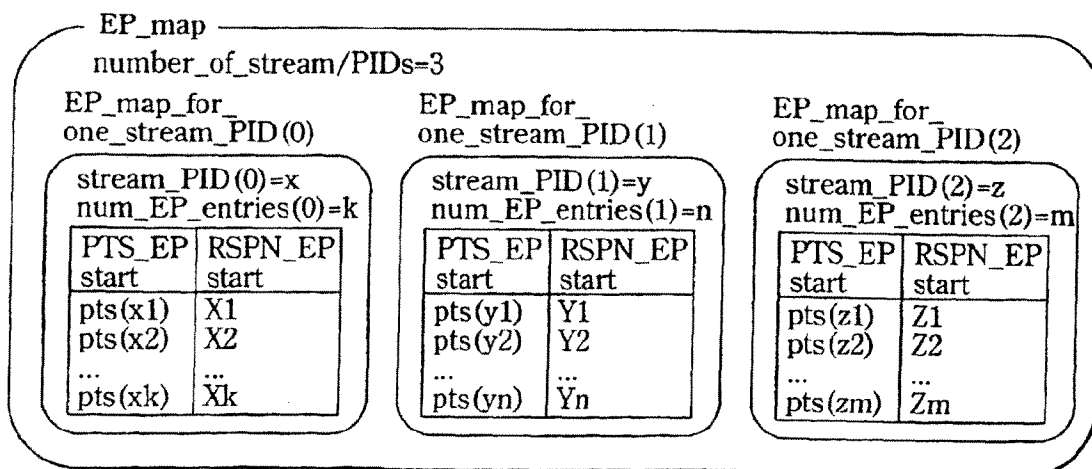 EP_map
number_of_stream/PIDs=3
EP_map_for_
one_stream_PID(0)
stream_PID(0)=x
num_EP_entries(0)=k
PTS_EP RSPN_EP
start start
pts(x1) X1
pts(x2) X2
... ...
pts(xk) Xk
EP_map_for_
one_stream_PID(1)
stream_PID(1)=y
num_EP_entries(1)=n
PTS_EP RSPN_EP
start start
pts(y1) Y1
pts(y2) Y2
... ...
pts(yn) Yn
EP_map_for_
one_stream_PID(2)
stream_PID(2)=z
num_EP_entries(2)=m
PTS_EP RSPN_EP
start start
pts(z1) Z1
pts(z2) Z2
... ...
pts(zm) Zm